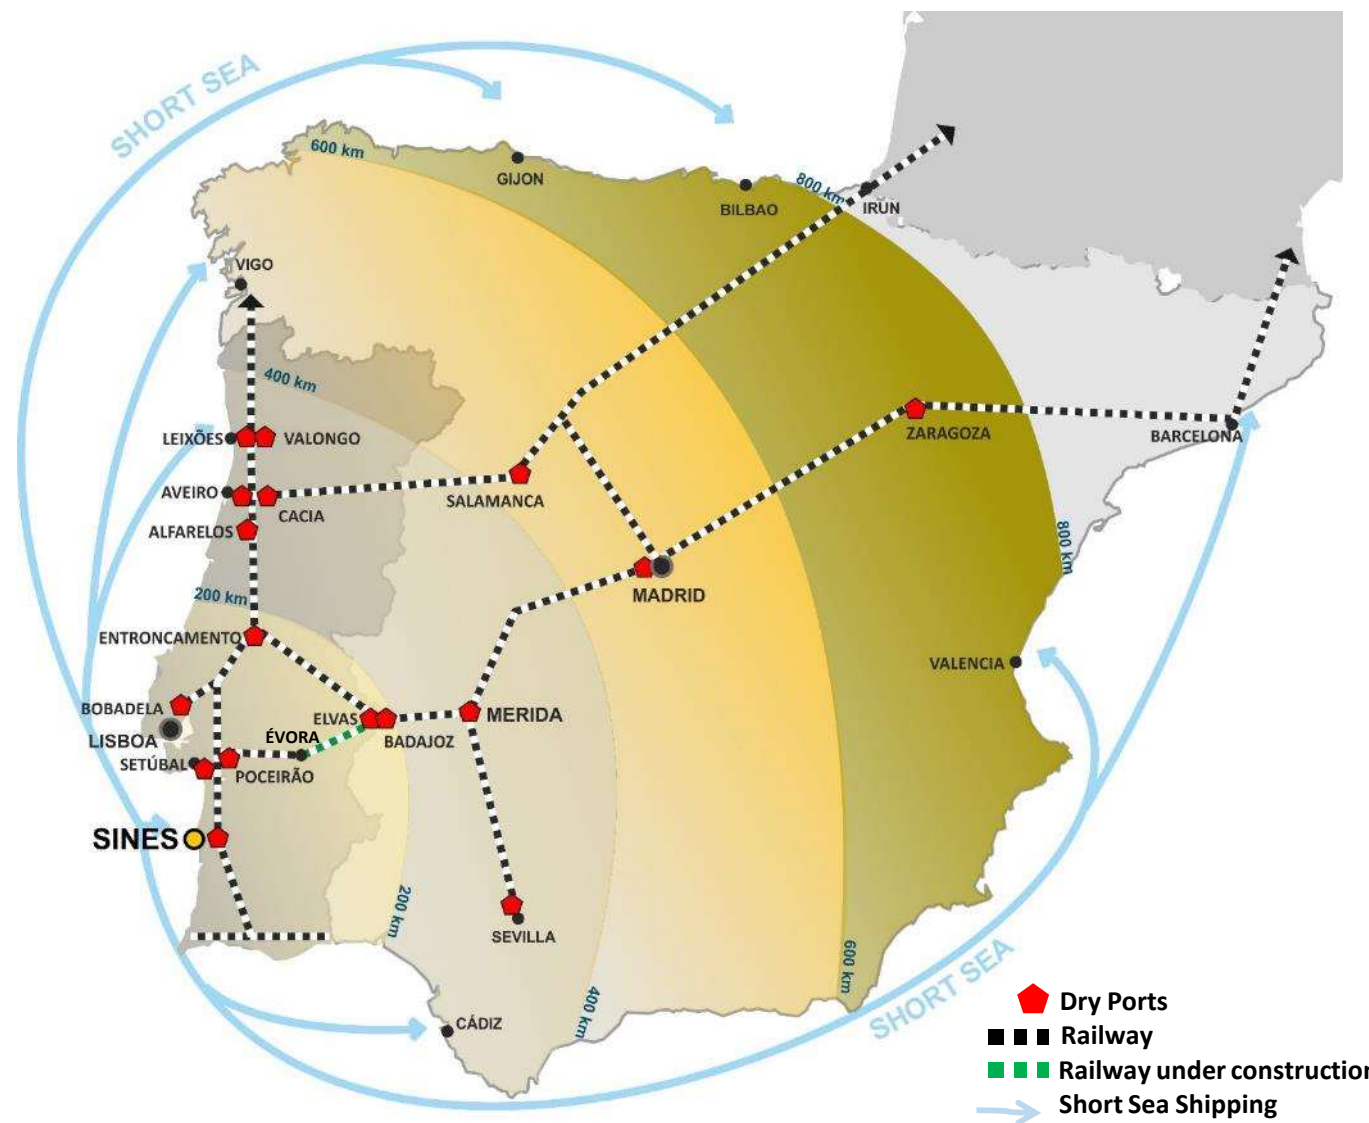 SHORT SEA
600 km
GIJON
BILBAO
800 km
IRÚN
VIGO
400 km
LEIXÕES
VALONGO
ZARAGOZA
BARCELONA
AVEIRO
CACIA
SALAMANCA
ALFARELOS
800 km
MADRID
200 km
ENTRONCAMENTO
VALENCIA
BOBADELA
ELVAS
MERIDA
LISBOA
ÉVORA
BADAJOZ
SETÚBAL
POCEIRÃO
SINES
200 km
SEVILLA
600 km
400 km
SHORT SEA
CÁDIZ
Dry Ports
Railway
Railway under construction
Short Sea Shipping